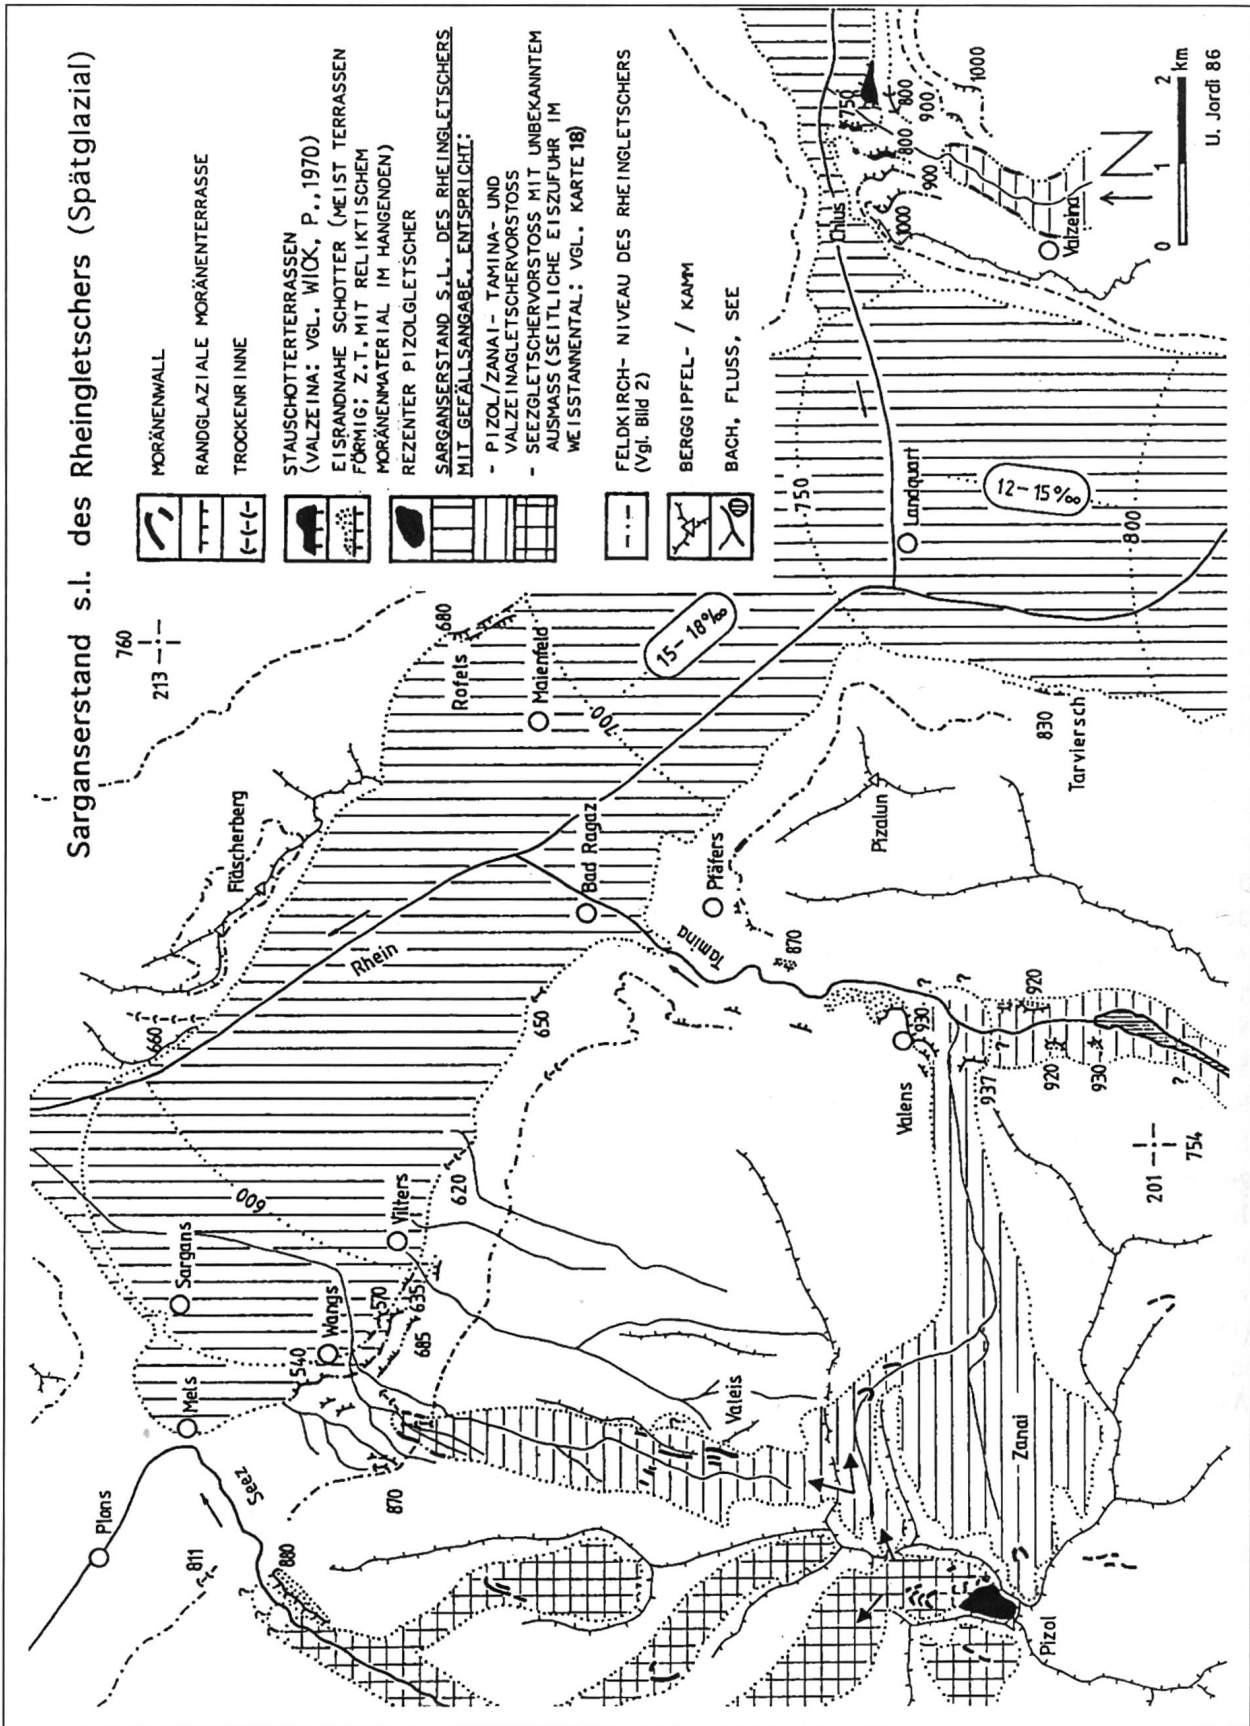 Sarganserstand s.l. des Rheingletschers (Spätglazial)
MORÄNENWALL
RANDGLAZIALE MORÄNENTERRASSE
TROCKENRINNE
STAUSCHOTTERTERRASSEN
(VALZEINA: VGL. WICK, P., 1970)
EISRANDNAHE SCHOTTER (MEIST TERRASSEN
FÖRMIG; Z.T. MIT RELIKTISCHEM
MORÄNENMATERIAL IM HANGENDEN)
REZENTER PIZOLGLETSCHER
SARGANSERSTAND S.L. DES RHEINGLETSCHERS
MIT GEFÄLLSANGABE. ENTSPRICHT:
- PIZOL/ZANAI- TAMINA- UND
VALZEINAGLETSCHERVORSTOSS
- SEEZGLETSCHERVORSTOSS MIT UNBEKANNTEM
AUSMASS (SEITLICHE EISZUFUHR IM
WEISSTANNENTAL: VGL. KARTE 18)
FELDKIRCH- NIVEAU DES RHEINGLETSCHERS
(Vgl. Bild 2)
BERGGIPFEL- / KAMM
BACH, FLUSS, SEE
760
213
Plons
Mels
Sargans
Fläscherberg
660
Rofels
680
811
Seez
880
?
?
540
Wangs
600
Rhein
Maienfeld
870
570
635
685
Vilters
620
650
700
15-18‰
Bad Ragaz
Pfäfers
Tamina
Valeis
?
870
Pizalun
750
Landquart
12-15‰
800
830
Tarviersch
Chlus
750
800
900
1000
800
900
1000
Valzeina
N
0
1
2
km
U. Jordi 86
Valens
930
?
?
937
?
920
920
930
?
Zanai
Pizol
201
754